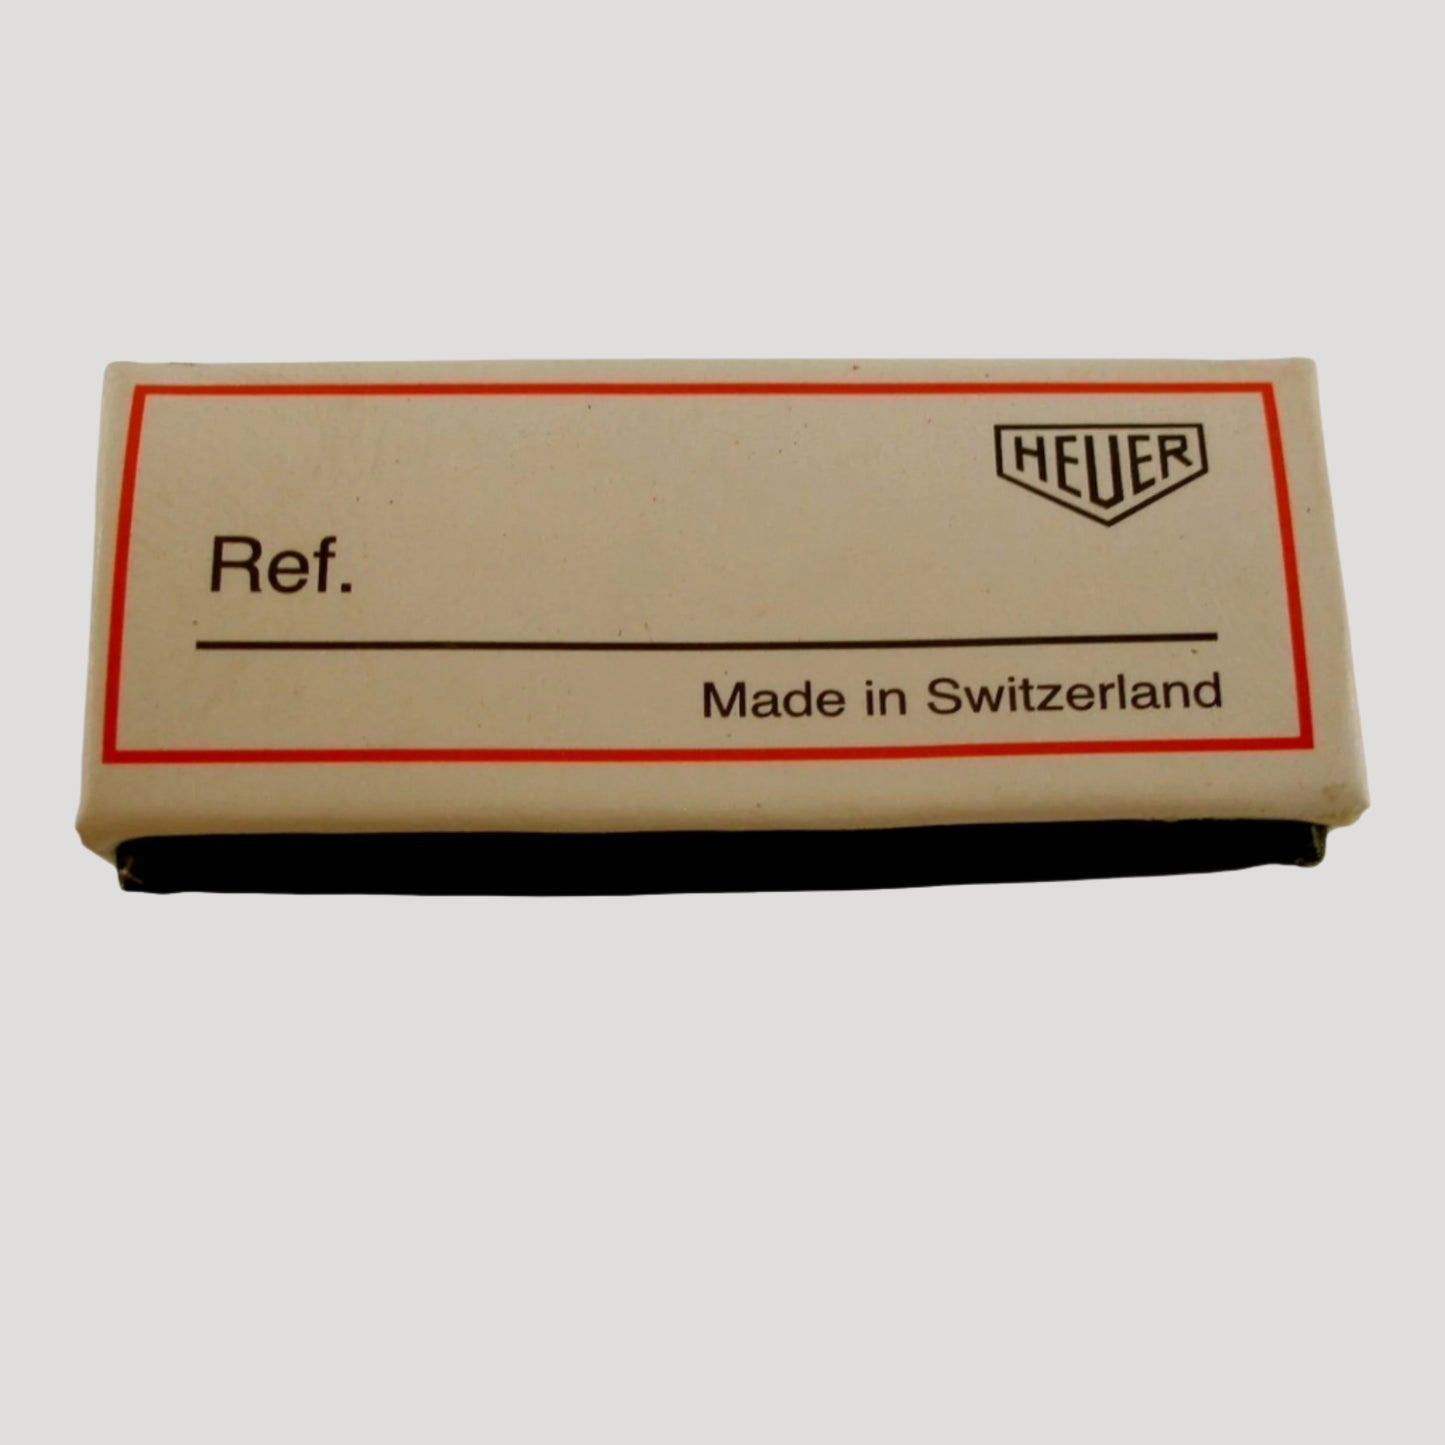 HEUER
Ref.
Made in Switzerland